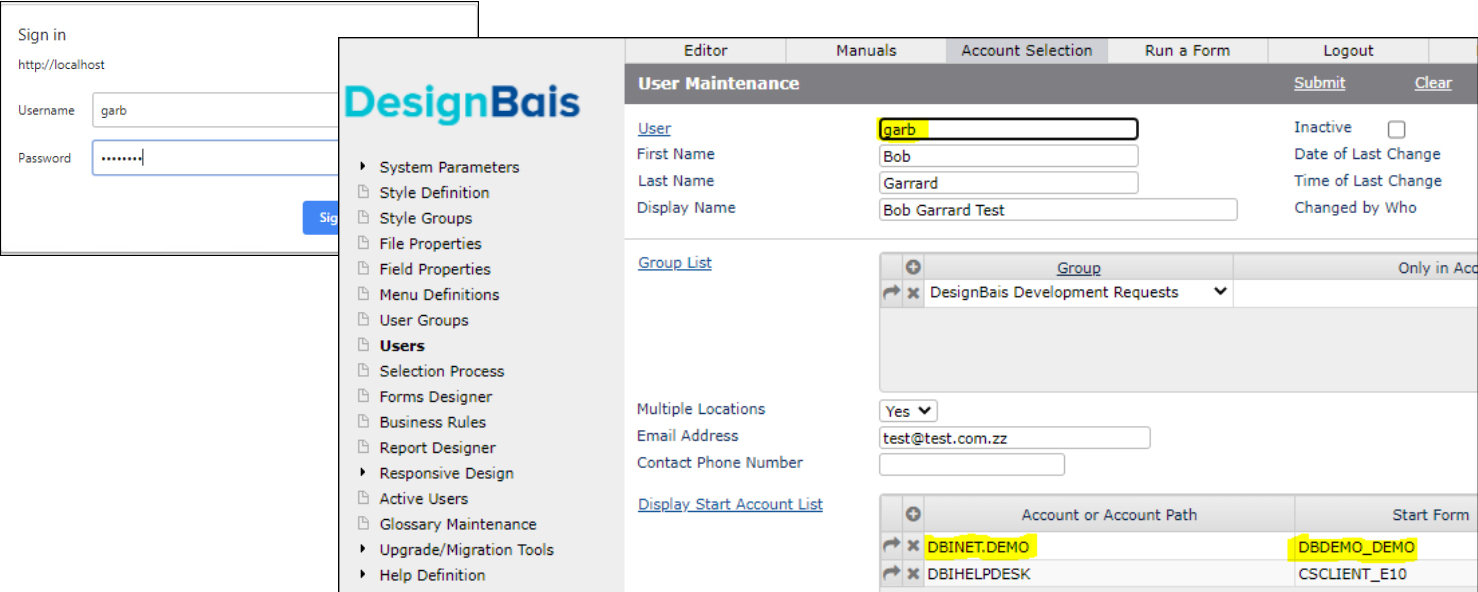 Sign in
http://localhost
Username garb
Password ••••••••
Editor Manuals Account Selection Run a Form Logout
DesignBais
System Parameters
Style Definition
Style Groups
File Properties
Field Properties
Menu Definitions
User Groups
Users
Selection Process
Forms Designer
Business Rules
Report Designer
Responsive Design
Active Users
Glossary Maintenance
Upgrade/Migration Tools
Help Definition
User Maintenance Submit Clear
User garb Inactive
First Name Bob Date of Last Change
Last Name Garrard Time of Last Change
Display Name Bob Garrard Test Changed by Who
Group List
Group Only in Acc
DesignBais Development Requests
Multiple Locations Yes
Email Address test@test.com.zz
Contact Phone Number
Display Start Account List
Account or Account Path Start Form
DBINET.DEMO DBDEMO_DEMO
DBIHELPDESK CSCLIENT_E10